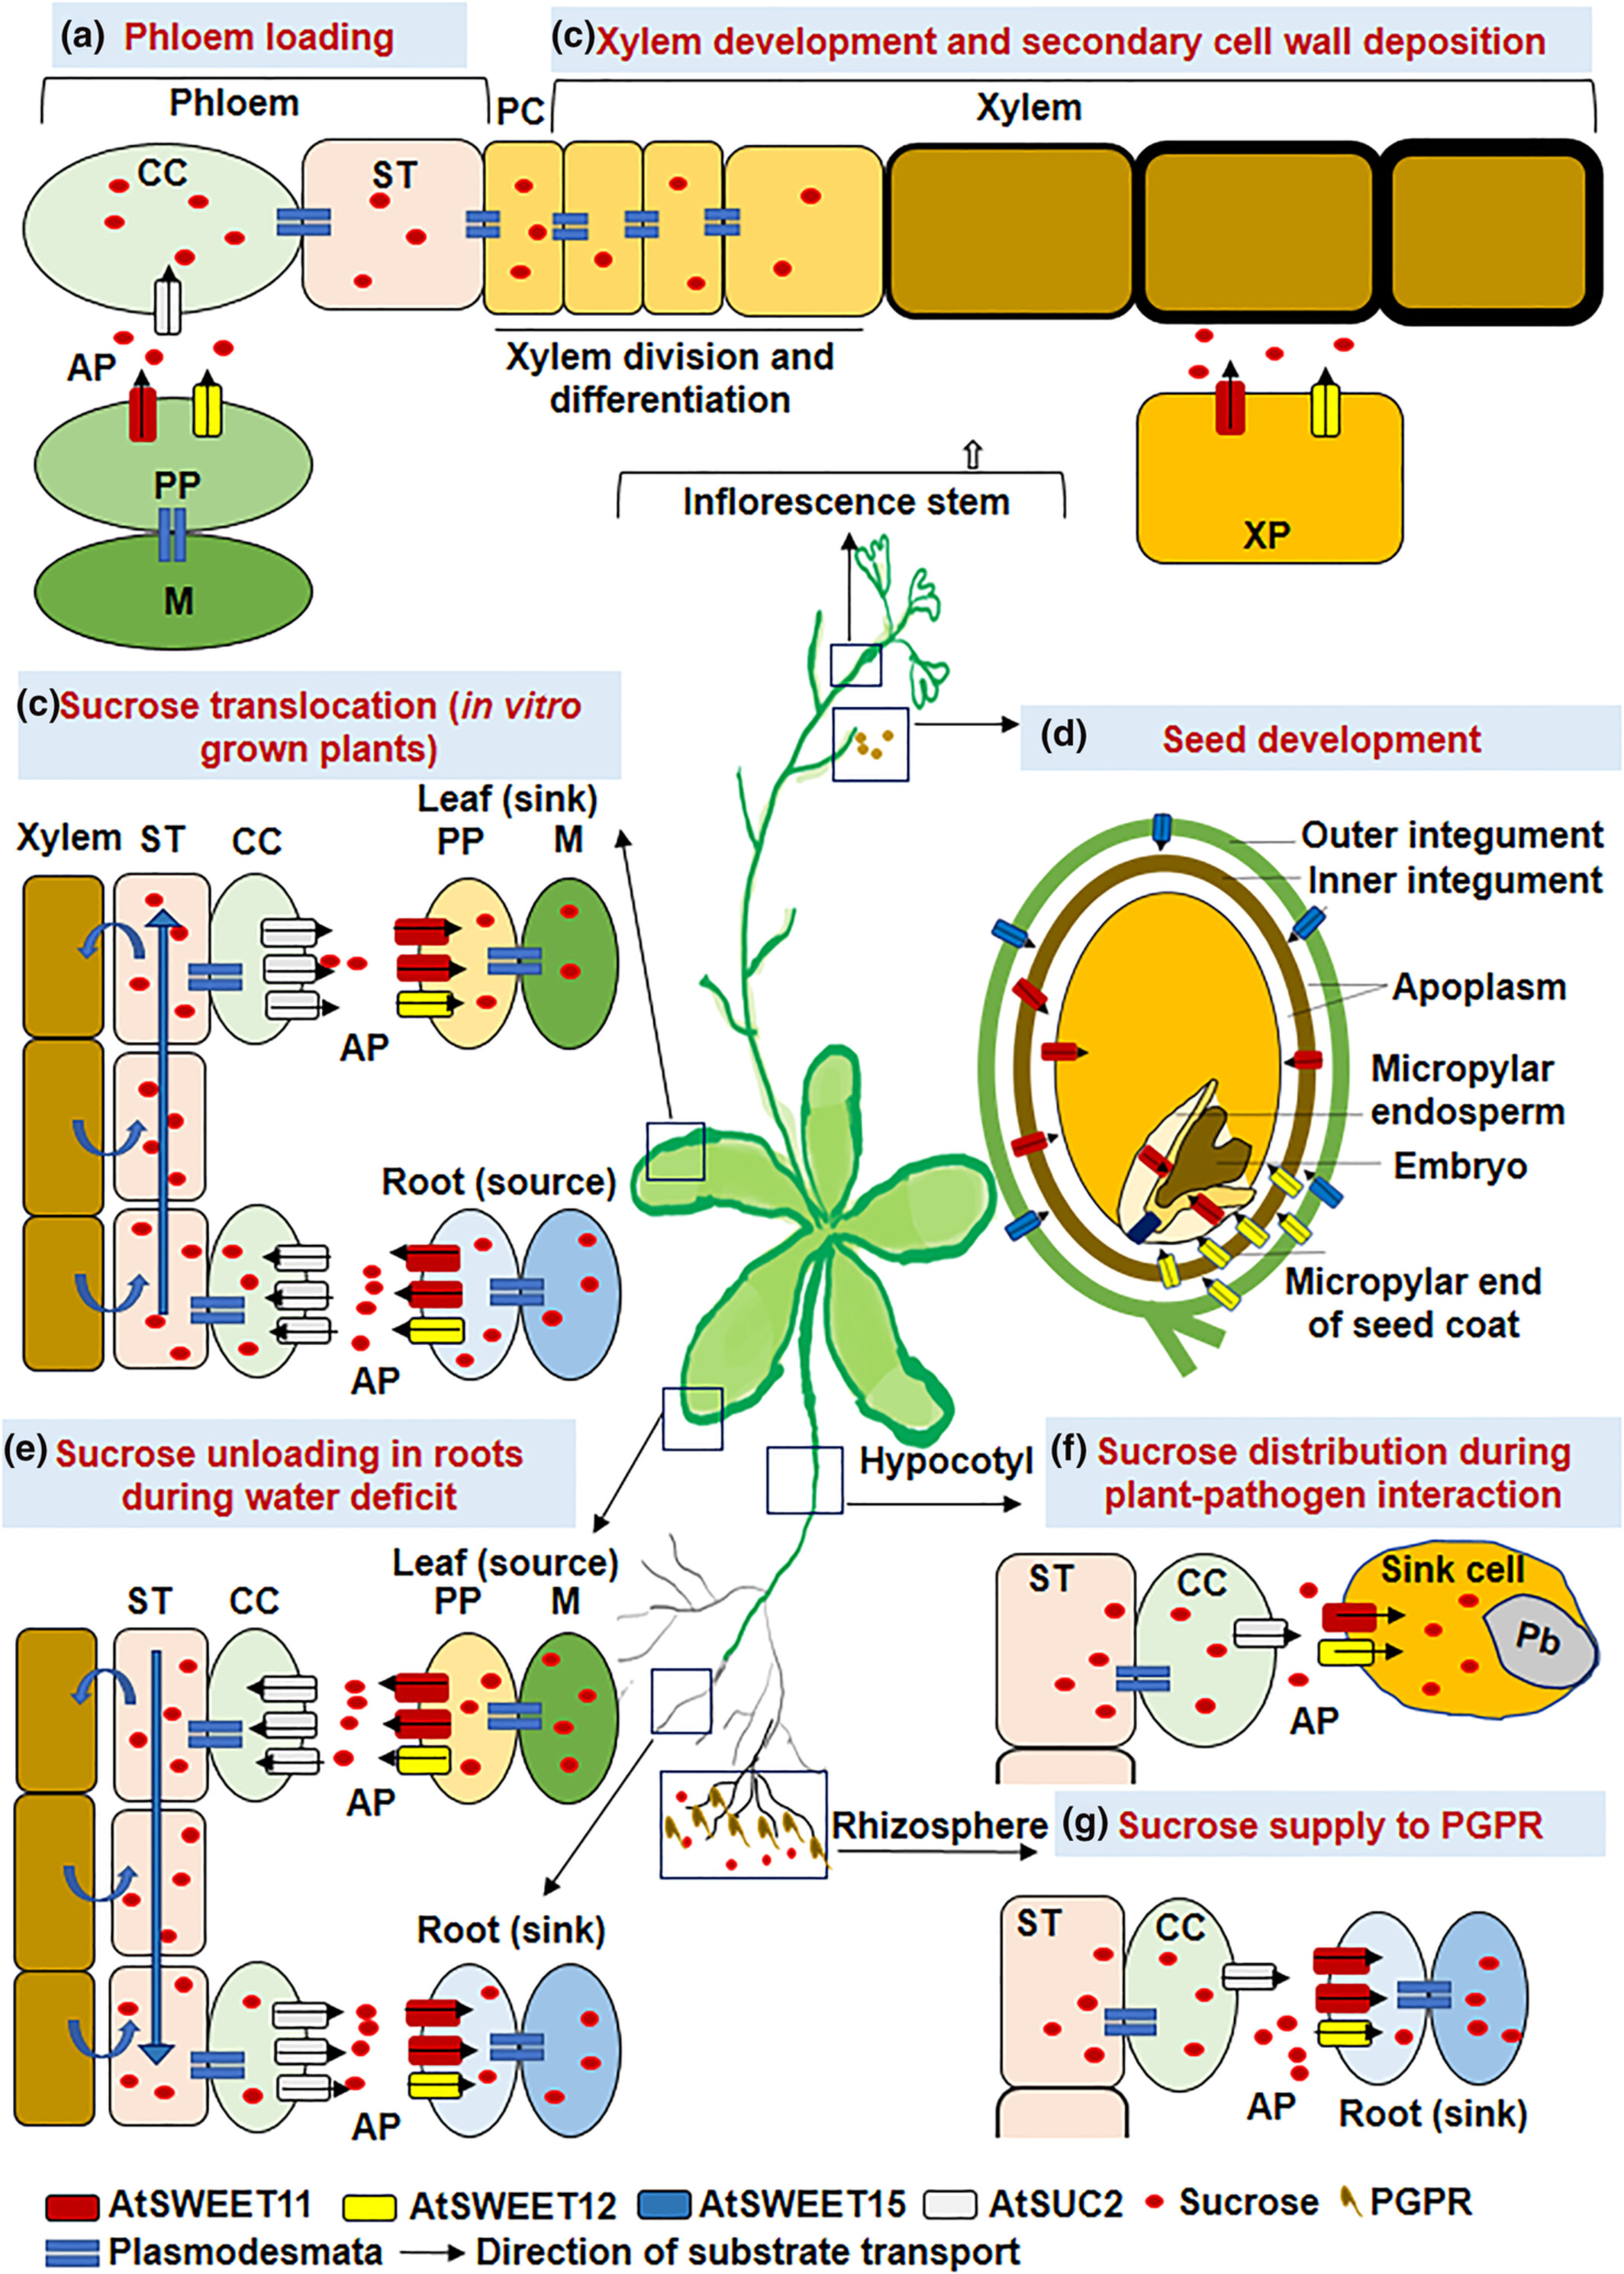 (a) Phloem loading
(c) Xylem development and secondary cell wall deposition
Phloem
PC
Xylem
CC
ST
AP
PP
M
Xylem division and
differentiation
XP
Inflorescence stem
(c) Sucrose translocation (in vitro
grown plants)
Leaf (sink)
Xylem ST CC PP M
AP
Root (source)
AP
(d) Seed development
Outer integument
Inner integument
Apoplasm
Micropylar
endosperm
Embryo
Micropylar end
of seed coat
(e) Sucrose unloading in roots
during water deficit
Leaf (source)
ST CC PP M
AP
Root (sink)
AP
Hypocotyl
(f) Sucrose distribution during
plant-pathogen interaction
ST
CC
Sink cell
Pb
AP
Rhizosphere
(g) Sucrose supply to PGPR
ST
CC
AP
Root (sink)
AtSWEET11 AtSWEET12 AtSWEET15 AtSUC2 Sucrose PGPR
Plasmodesmata Direction of substrate transport